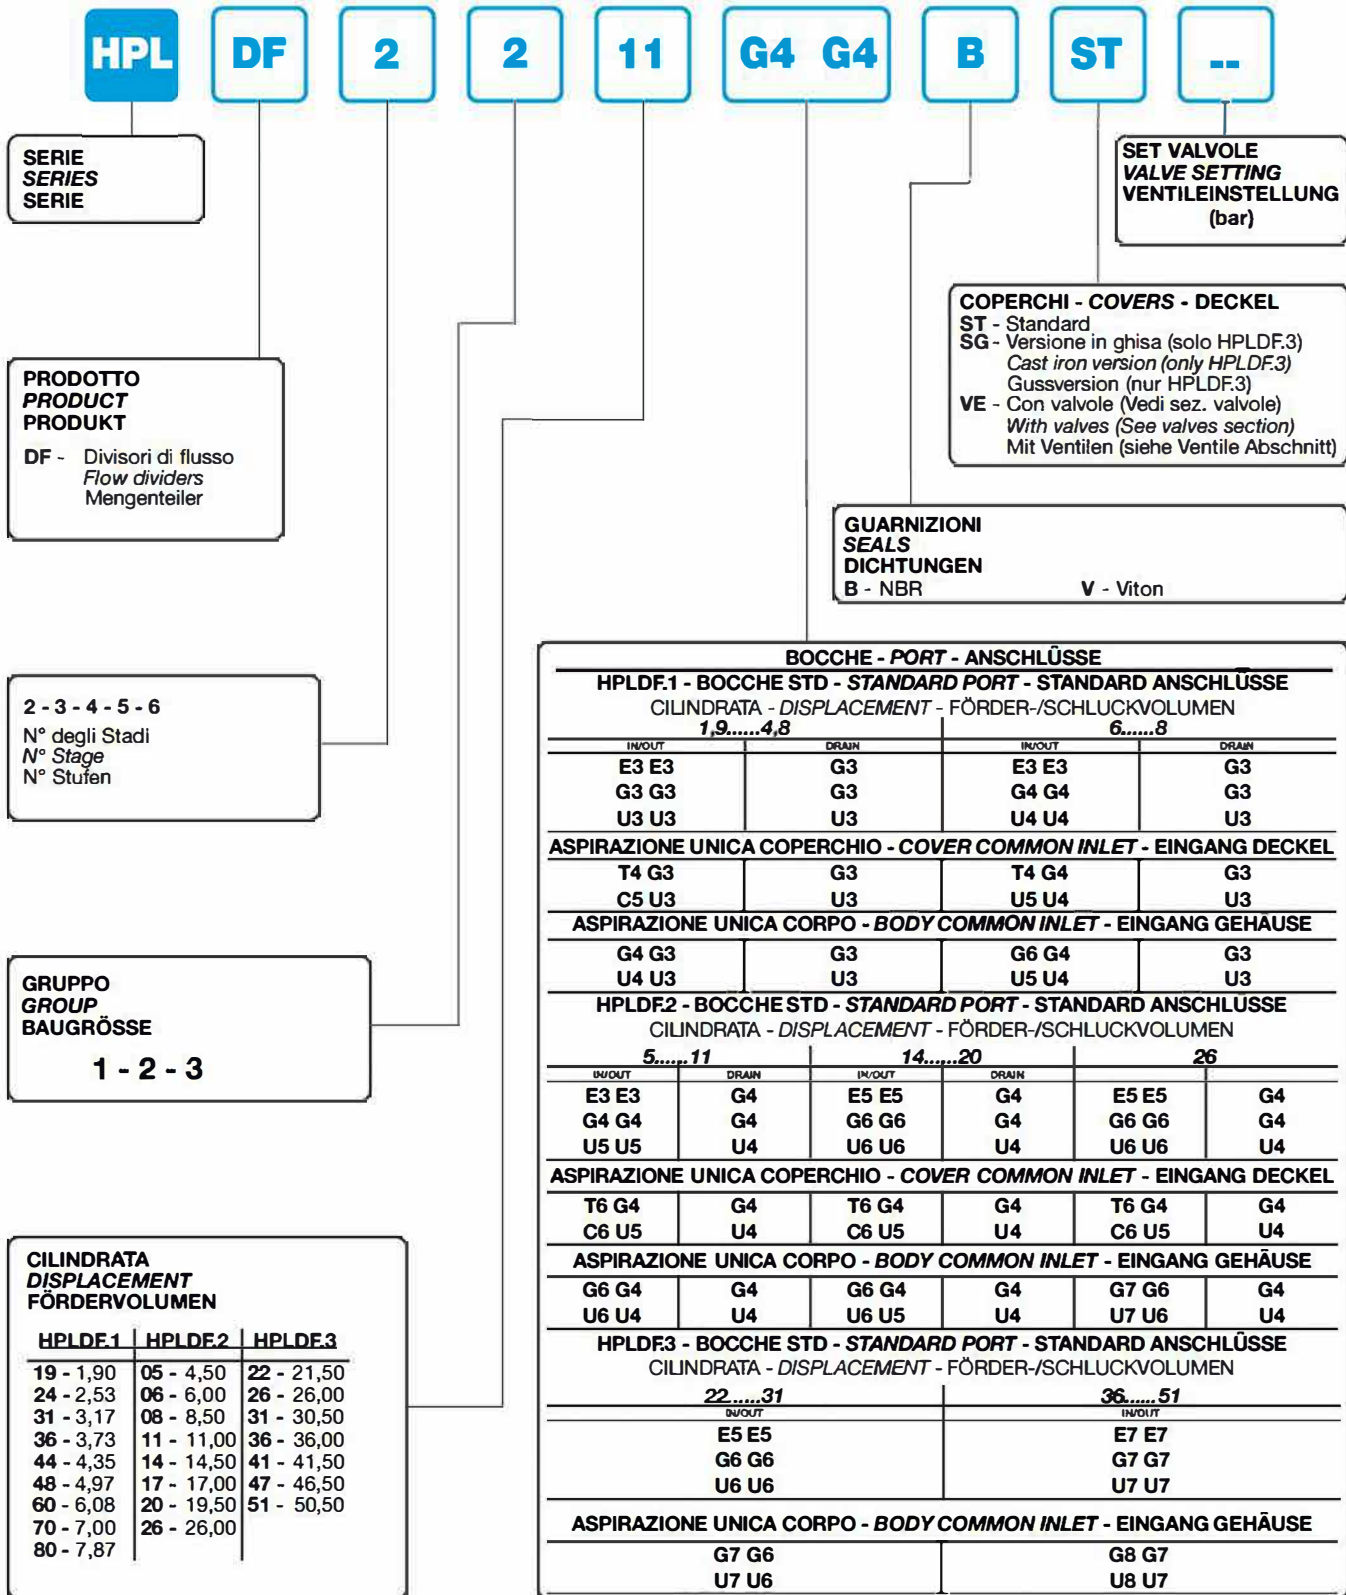 HPL DF 2 2 11 G4 G4 B ST --
SERIE
SERIES
SERIE
SET VALVOLE
VALVE SETTING
VENTILEINSTELLUNG
(bar)
COPERCHI - COVERS - DECKEL
ST - Standard
SG - Versione in ghisa (solo HPLDF.3)
Cast iron version (only HPLDF.3)
Gussversion (nur HPLDF.3)
VE - Con valvole (Vedi sez. valvole)
With valves (See valves section)
Mit Ventilen (siehe Ventile Abschnitt)
PRODOTTO
PRODUCT
PRODUKT
DF - Divisori di flusso
Flow dividers
Mengenteiler
GUARNIZIONI
SEALS
DICHTUNGEN
B - NBR V - Viton
2 - 3 - 4 - 5 - 6
N° degli Stadi
N° Stage
N° Stufen
GRUPPO
GROUP
BAUGRÖSSE
1 - 2 - 3
CILINDRATA
DISPLACEMENT
FÖRDERVOLUMEN
HPLDF.1 HPLDF.2 HPLDF.3
19 - 1,90 05 - 4,50 22 - 21,50
24 - 2,53 06 - 6,00 26 - 26,00
31 - 3,17 08 - 8,50 31 - 30,50
36 - 3,73 11 - 11,00 36 - 36,00
44 - 4,35 14 - 14,50 41 - 41,50
48 - 4,97 17 - 17,00 47 - 46,50
60 - 6,08 20 - 19,50 51 - 50,50
70 - 7,00 26 - 26,00
80 - 7,87
BOCCHE - PORT - ANSCHLÜSSE
HPLDF.1 - BOCCHE STD - STANDARD PORT - STANDARD ANSCHLÜSSE
CILINDRATA - DISPLACEMENT - FÖRDER-/SCHLUCKVOLUMEN
1,9......4,8 6......8
IN/OUT DRAIN IN/OUT DRAIN
E3 E3 G3 E3 E3 G3
G3 G3 G3 G4 G4 G3
U3 U3 U3 U4 U4 U3
ASPIRAZIONE UNICA COPERCHIO - COVER COMMON INLET - EINGANG DECKEL
T4 G3 G3 T4 G4 G3
C5 U3 U3 U5 U4 U3
ASPIRAZIONE UNICA CORPO - BODY COMMON INLET - EINGANG GEHÄUSE
G4 G3 G3 G6 G4 G3
U4 U3 U3 U5 U4 U3
HPLDF.2 - BOCCHE STD - STANDARD PORT - STANDARD ANSCHLÜSSE
CILINDRATA - DISPLACEMENT - FÖRDER-/SCHLUCKVOLUMEN
5......11 14......20 26
IN/OUT DRAIN IN/OUT DRAIN
E3 E3 G4 E5 E5 G4 E5 E5 G4
G4 G4 G4 G6 G6 G4 G6 G6 G4
U5 U5 U4 U6 U6 U4 U6 U6 U4
ASPIRAZIONE UNICA COPERCHIO - COVER COMMON INLET - EINGANG DECKEL
T6 G4 G4 T6 G4 G4 T6 G4 G4
C6 U5 U4 C6 U5 U4 C6 U5 U4
ASPIRAZIONE UNICA CORPO - BODY COMMON INLET - EINGANG GEHÄUSE
G6 G4 G4 G6 G4 G4 G7 G6 G4
U6 U4 U4 U6 U5 U4 U7 U6 U4
HPLDF.3 - BOCCHE STD - STANDARD PORT - STANDARD ANSCHLÜSSE
CILINDRATA - DISPLACEMENT - FÖRDER-/SCHLUCKVOLUMEN
22......31 36......51
IN/OUT IN/OUT
E5 E5 E7 E7
G6 G6 G7 G7
U6 U6 U7 U7
ASPIRAZIONE UNICA CORPO - BODY COMMON INLET - EINGANG GEHÄUSE
G7 G6 G8 G7
U7 U6 U8 U7